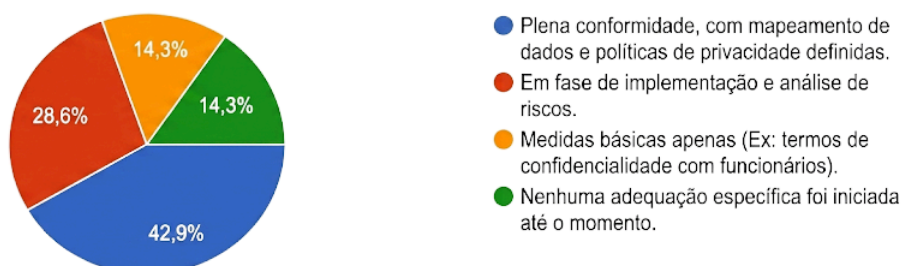 14,3%
14,3%
28,6%
42,9%
Plena conformidade, com mapeamento de
dados e políticas de privacidade definidas.
Em fase de implementação e análise de
riscos.
Medidas básicas apenas (Ex: termos de
confidencialidade com funcionários).
Nenhuma adequação específica foi iniciada
até o momento.